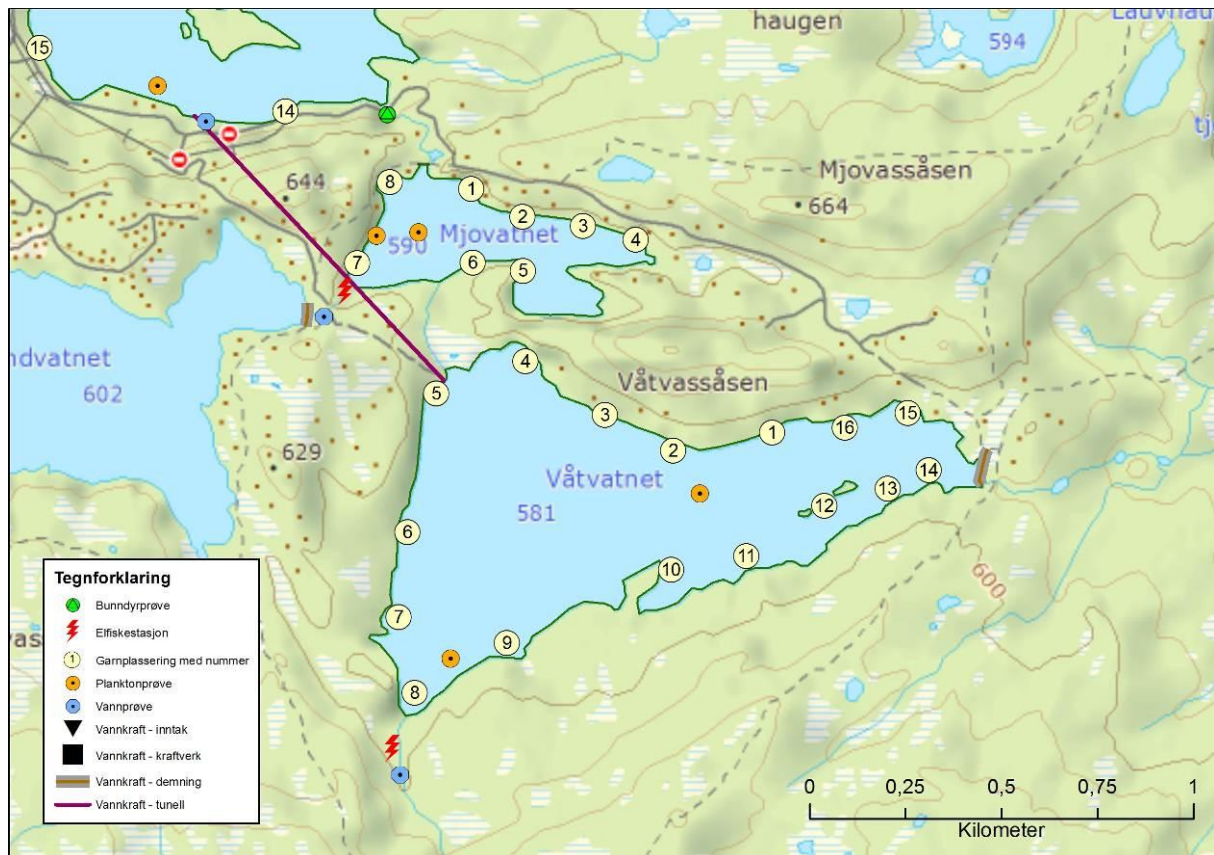 haugen
594
15
14
644
Mjovassåsen
664
8
1
2
3
4
590
Mjovatnet
7
6
5
ndvatnet
602
4
5
Våtvassåsen
3
15
1
16
2
629
Våtvatnet
581
14
13
12
6
11
10
600
7
9
8
Tegnforklaring
Bunndyrprøve
Elfiskestasjon
1 Garnplassering med nummer
Planktonprøve
Vannprøve
Vannkraft - inntak
Vannkraft - kraftverk
Vannkraft - demning
Vannkraft - tunell
0 0,25 0,5 0,75 1
Kilometer